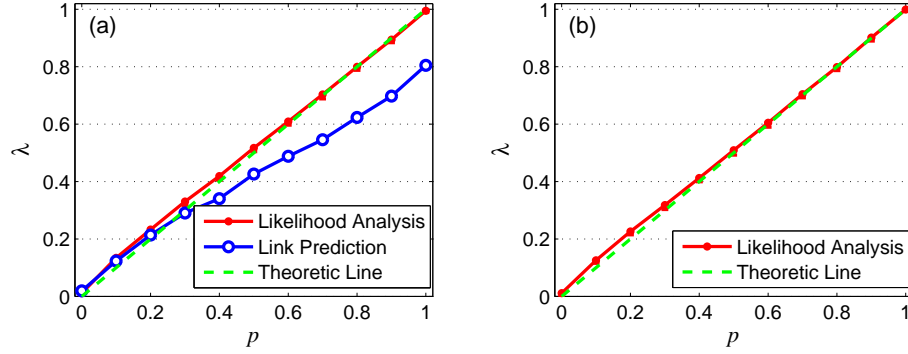 (a)
1
0.8
0.6
0.4
0.2
0
λ
0 0.2 0.4 0.6 0.8 1
p
Likelihood Analysis
Link Prediction
Theoretic Line
(b)
1
0.8
0.6
0.4
0.2
0
λ
0 0.2 0.4 0.6 0.8 1
p
Likelihood Analysis
Theoretic Line